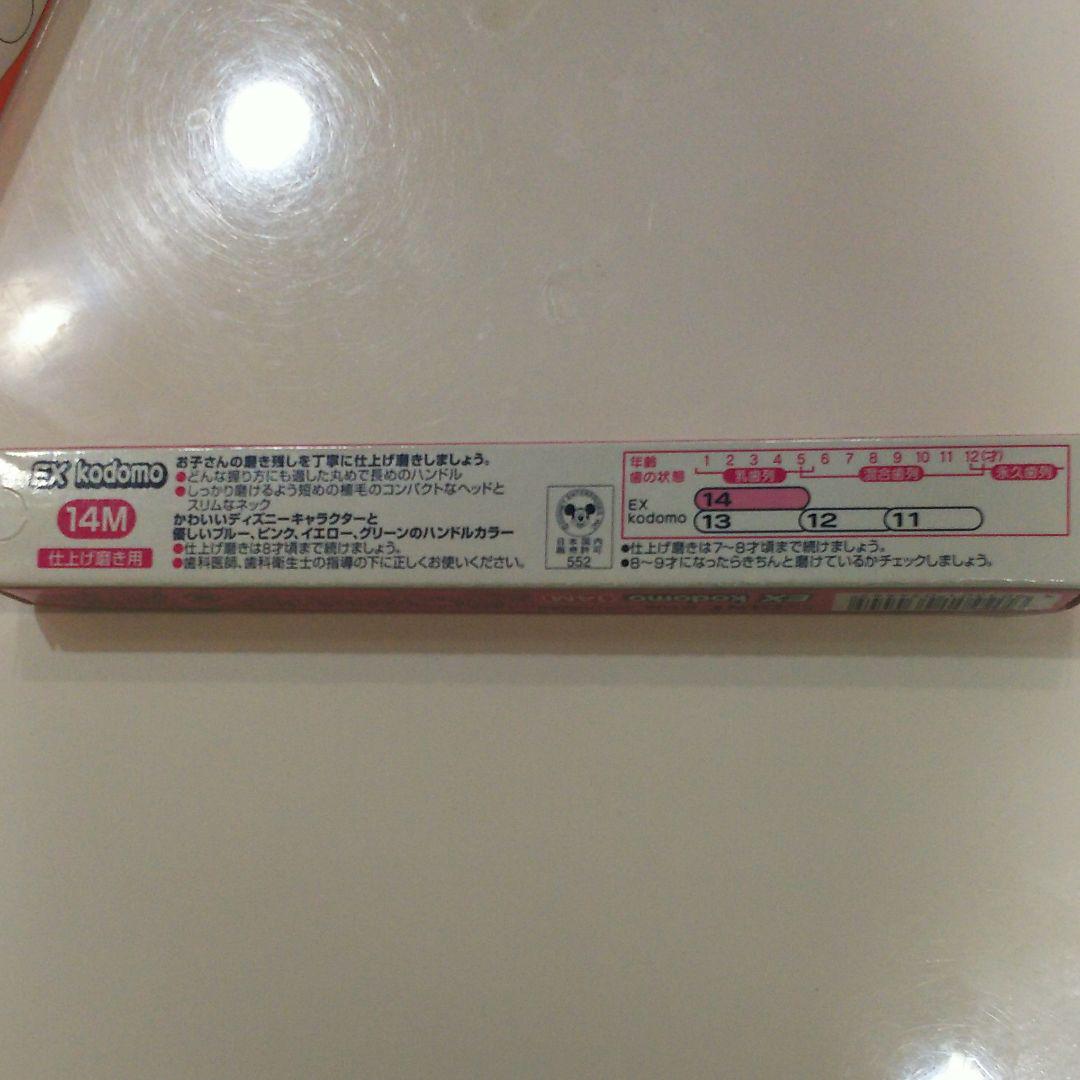 EX kodomo
14M
仕上げ磨き用
お子さんの磨き残しを丁寧に仕上げ磨きしましょう。
●どんな握り方にも適した丸めで長めのハンドル
●しっかり磨けるよう短めの植毛のコンパクトなヘッドと
スリムなネック
かわいいディズニーキャラクターと
優しいブルー、ピンク、イエロー、グリーンのハンドルカラー
●仕上げ磨きは8才頃まで続けましょう。
●歯科医師、歯科衛生士の指導の下に正しくお使いください。
日本国内
販売許可
552
年齢 1 2 3 4 5 6 7 8 9 10 11 12(才)
歯の状態 乳歯列 混合歯列 永久歯列
EX
kodomo
14
13 12 11
●仕上げ磨きは7〜8才頃まで続けましょう。
●8〜9才になったらきちんと磨けているかチェックしましょう。
EX kodomo (14M)